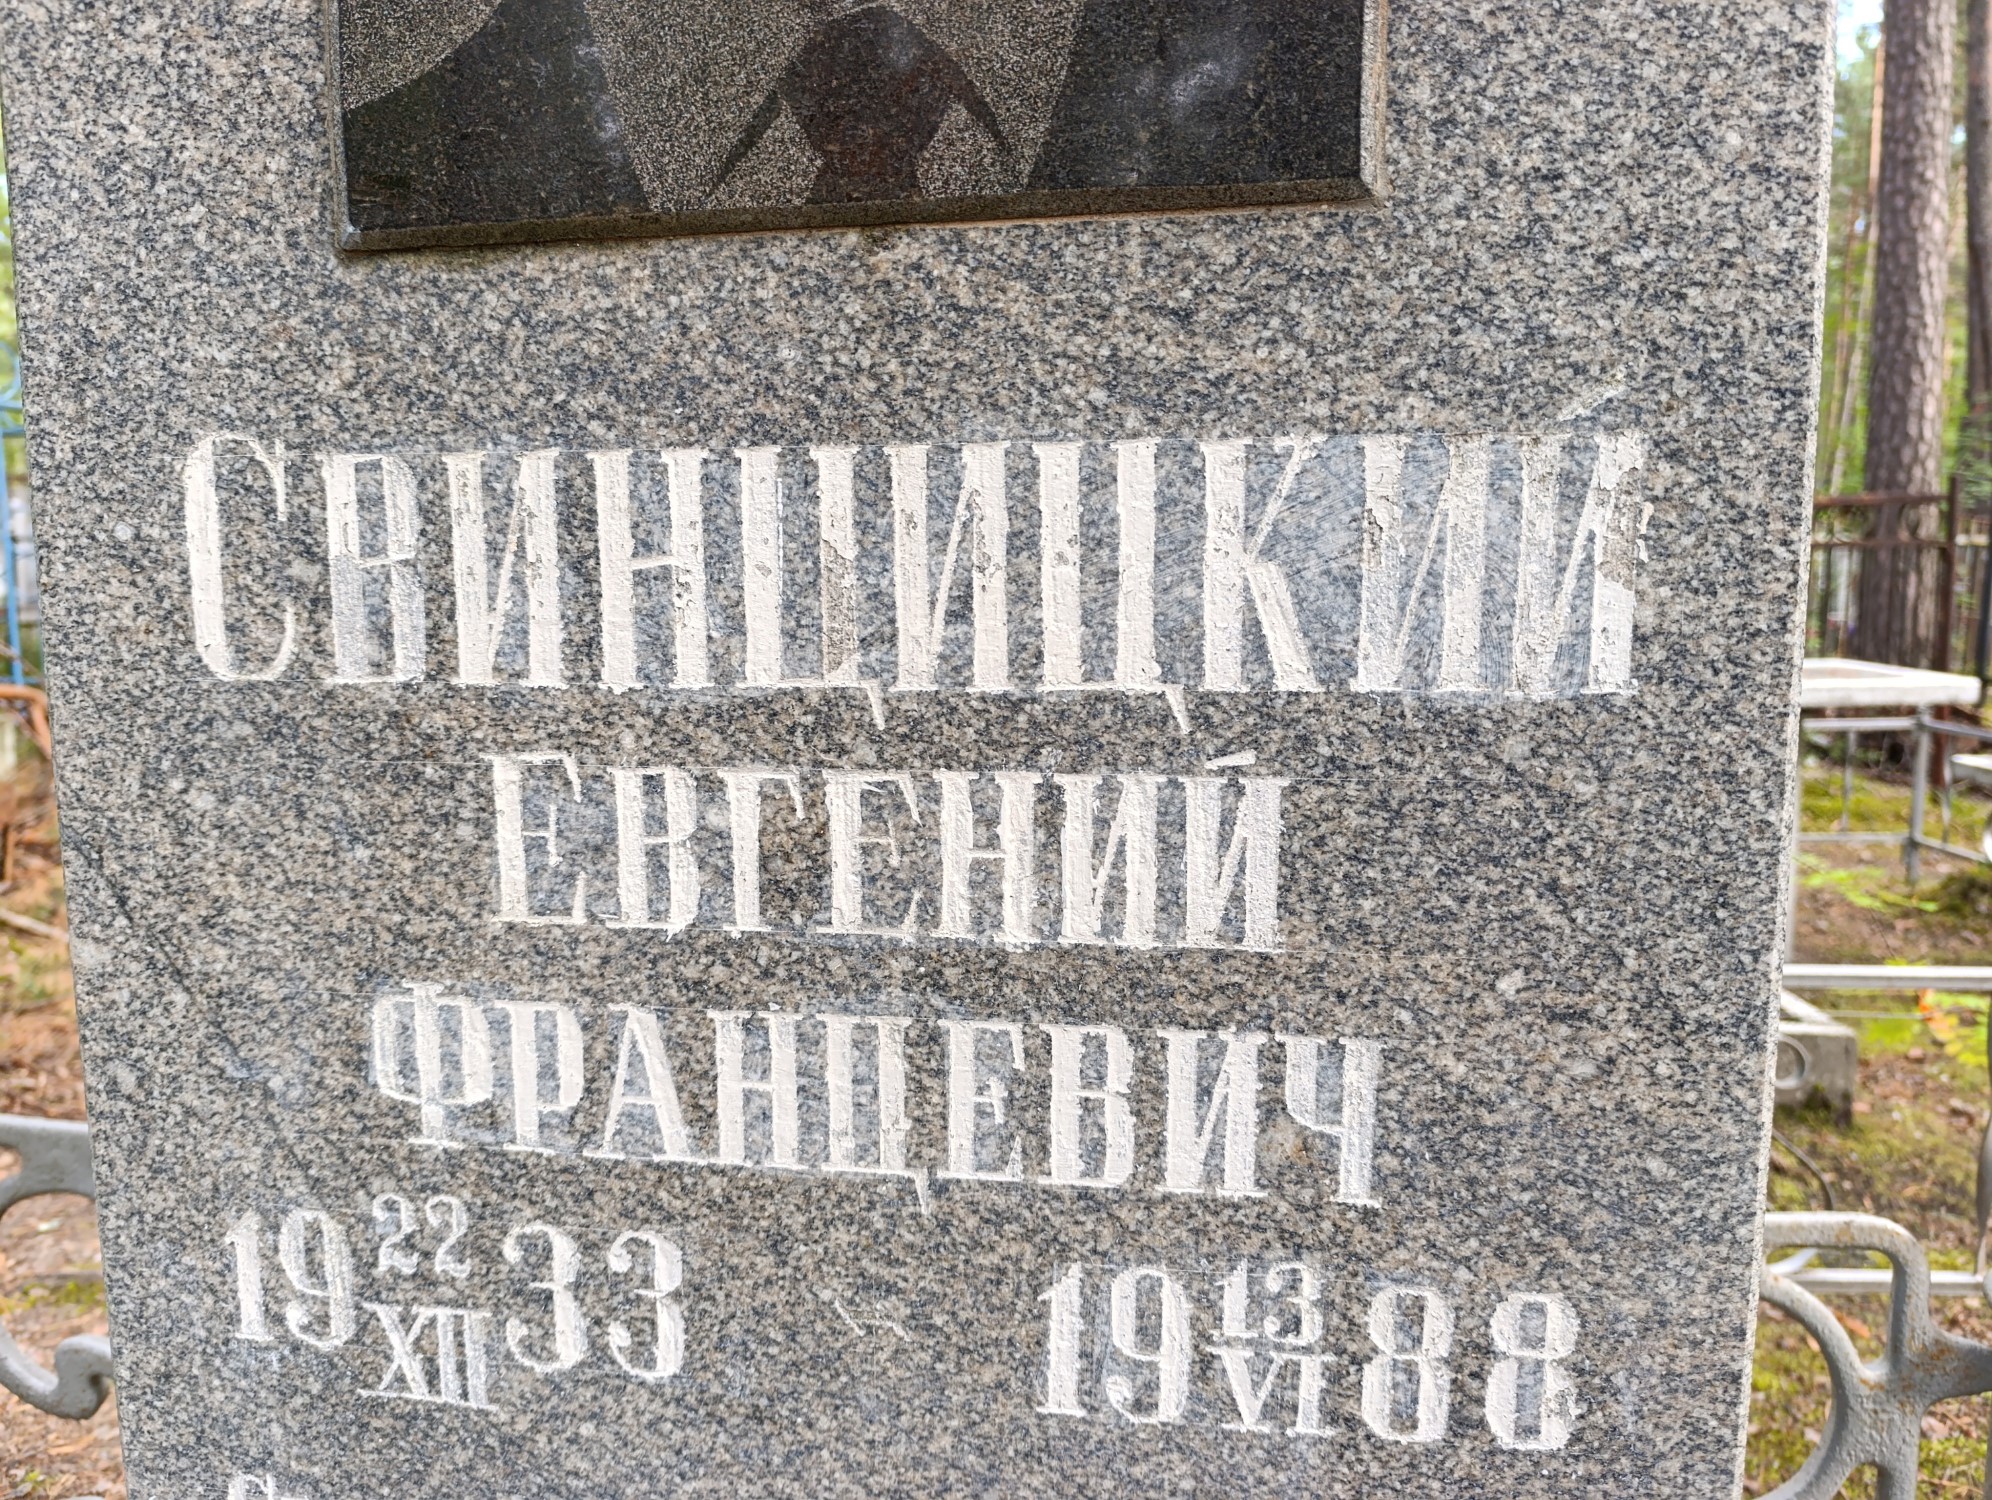 СВИНЦИЦКИЙ
ЕВГЕНИЙ
ФРАНЦЕВИЧ
19 22/XII 33 19 13/VI 88